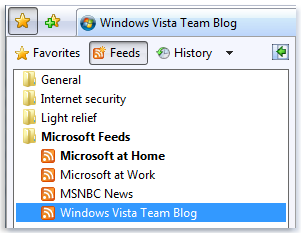 Windows Vista Team Blog
Favorites Feeds History
General
Internet security
Light relief
Microsoft Feeds
Microsoft at Home
Microsoft at Work
MSNBC News
Windows Vista Team Blog